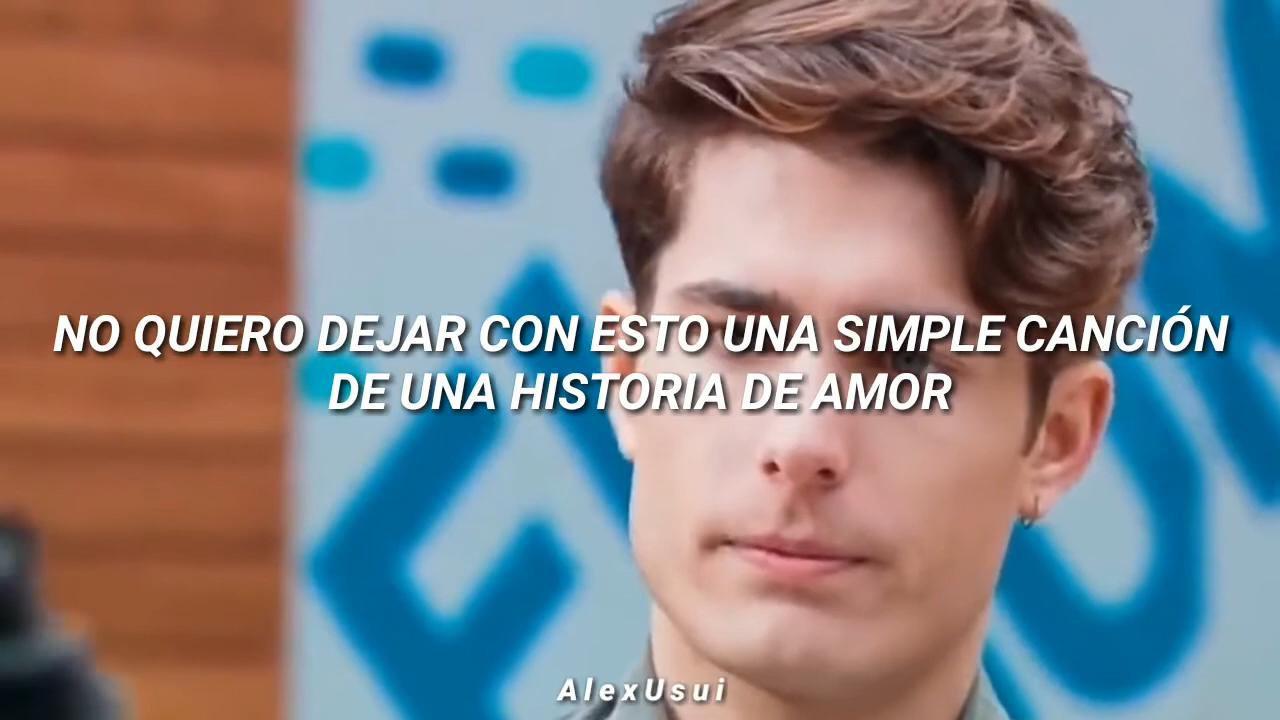 NO QUIERO DEJAR CON ESTO UNA SIMPLE CANCIÓN
DE UNA HISTORIA DE AMOR
AlexUsui